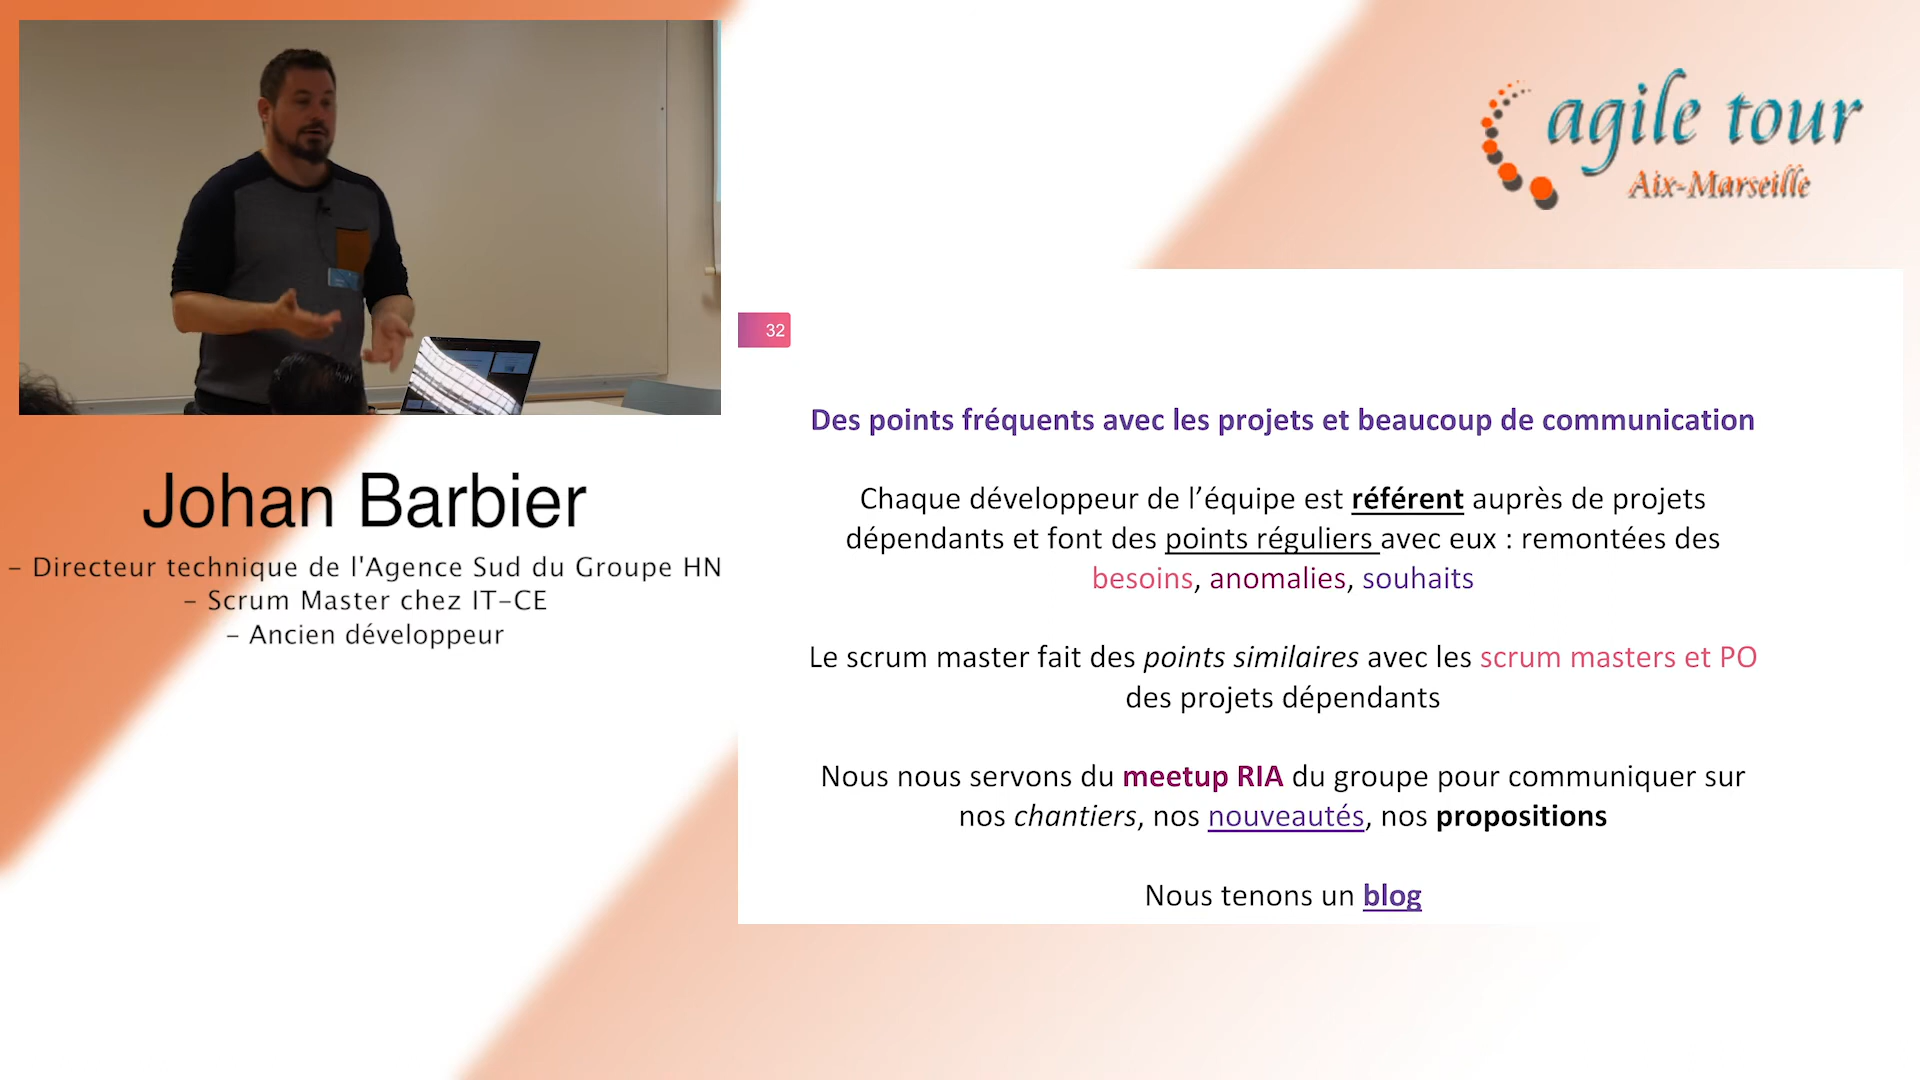 agile tour
Aix-Marseille
32
Des points fréquents avec les projets et beaucoup de communication
Chaque développeur de l’équipe est référent auprès de projets
dépendants et font des points réguliers avec eux : remontées des
besoins, anomalies, souhaits
Le scrum master fait des points similaires avec les scrum masters et PO
des projets dépendants
Nous nous servons du meetup RIA du groupe pour communiquer sur
nos chantiers, nos nouveautés, nos propositions
Nous tenons un blog
Johan Barbier
- Directeur technique de l'Agence Sud du Groupe HN
- Scrum Master chez IT-CE
- Ancien développeur